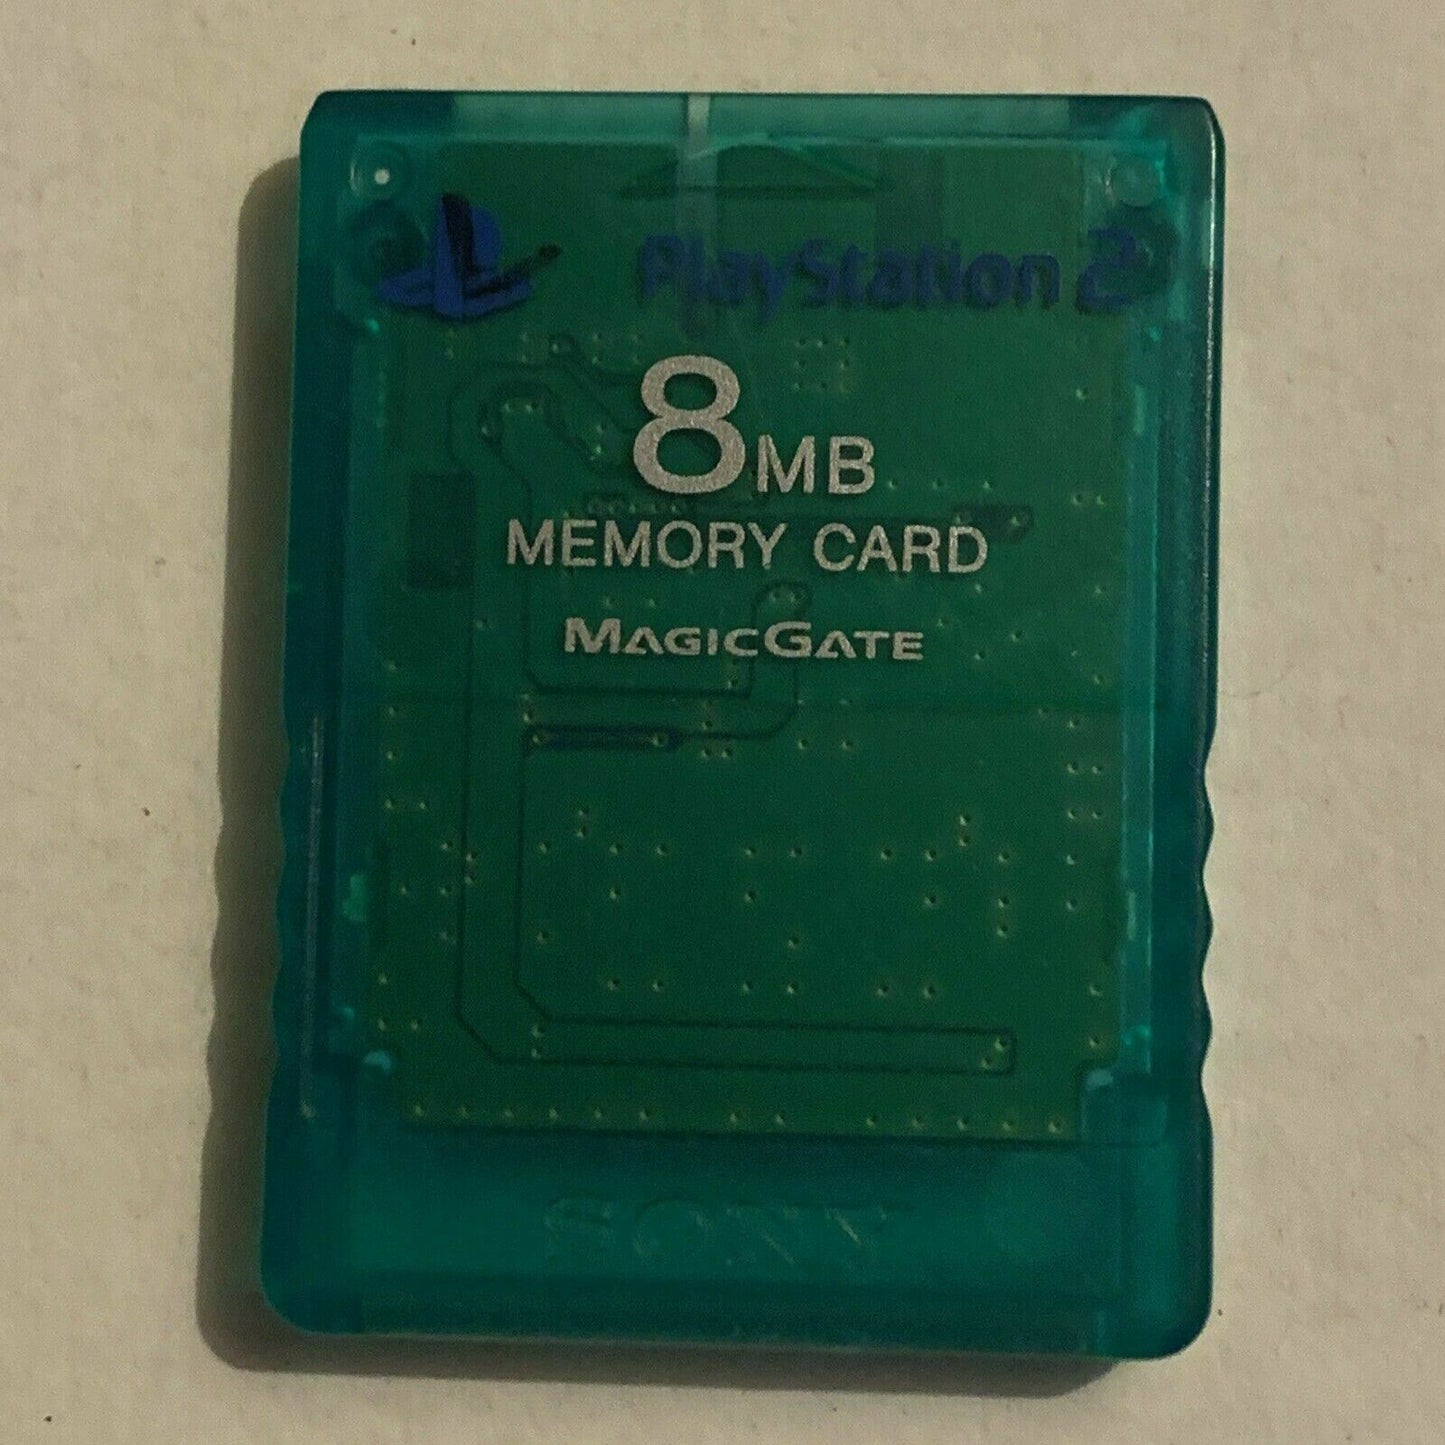 PlayStation 2
8MB
MEMORY CARD
MAGICGATE
SONY